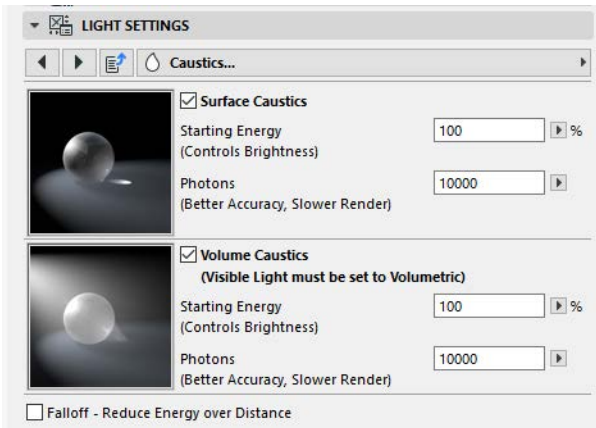 LIGHT SETTINGS
Caustics...
Surface Caustics
Starting Energy 100 %
(Controls Brightness)
Photons 10000
(Better Accuracy, Slower Render)
Volume Caustics
(Visible Light must be set to Volumetric)
Starting Energy 100 %
(Controls Brightness)
Photons 10000
(Better Accuracy, Slower Render)
Falloff - Reduce Energy over Distance